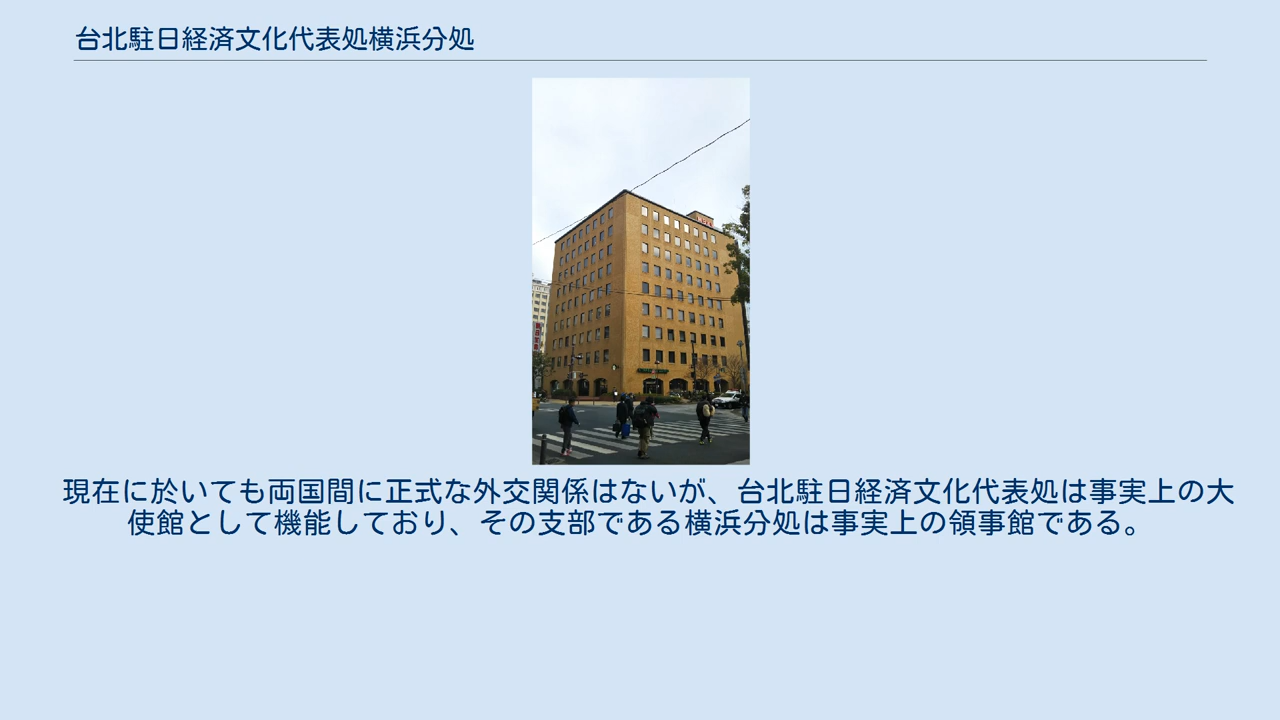 台北駐日経済文化代表処横浜分処
現在に於いても両国間に正式な外交関係はないが、台北駐日経済文化代表処は事実上の大
使館として機能しており、その支部である横浜分処は事実上の領事館である。